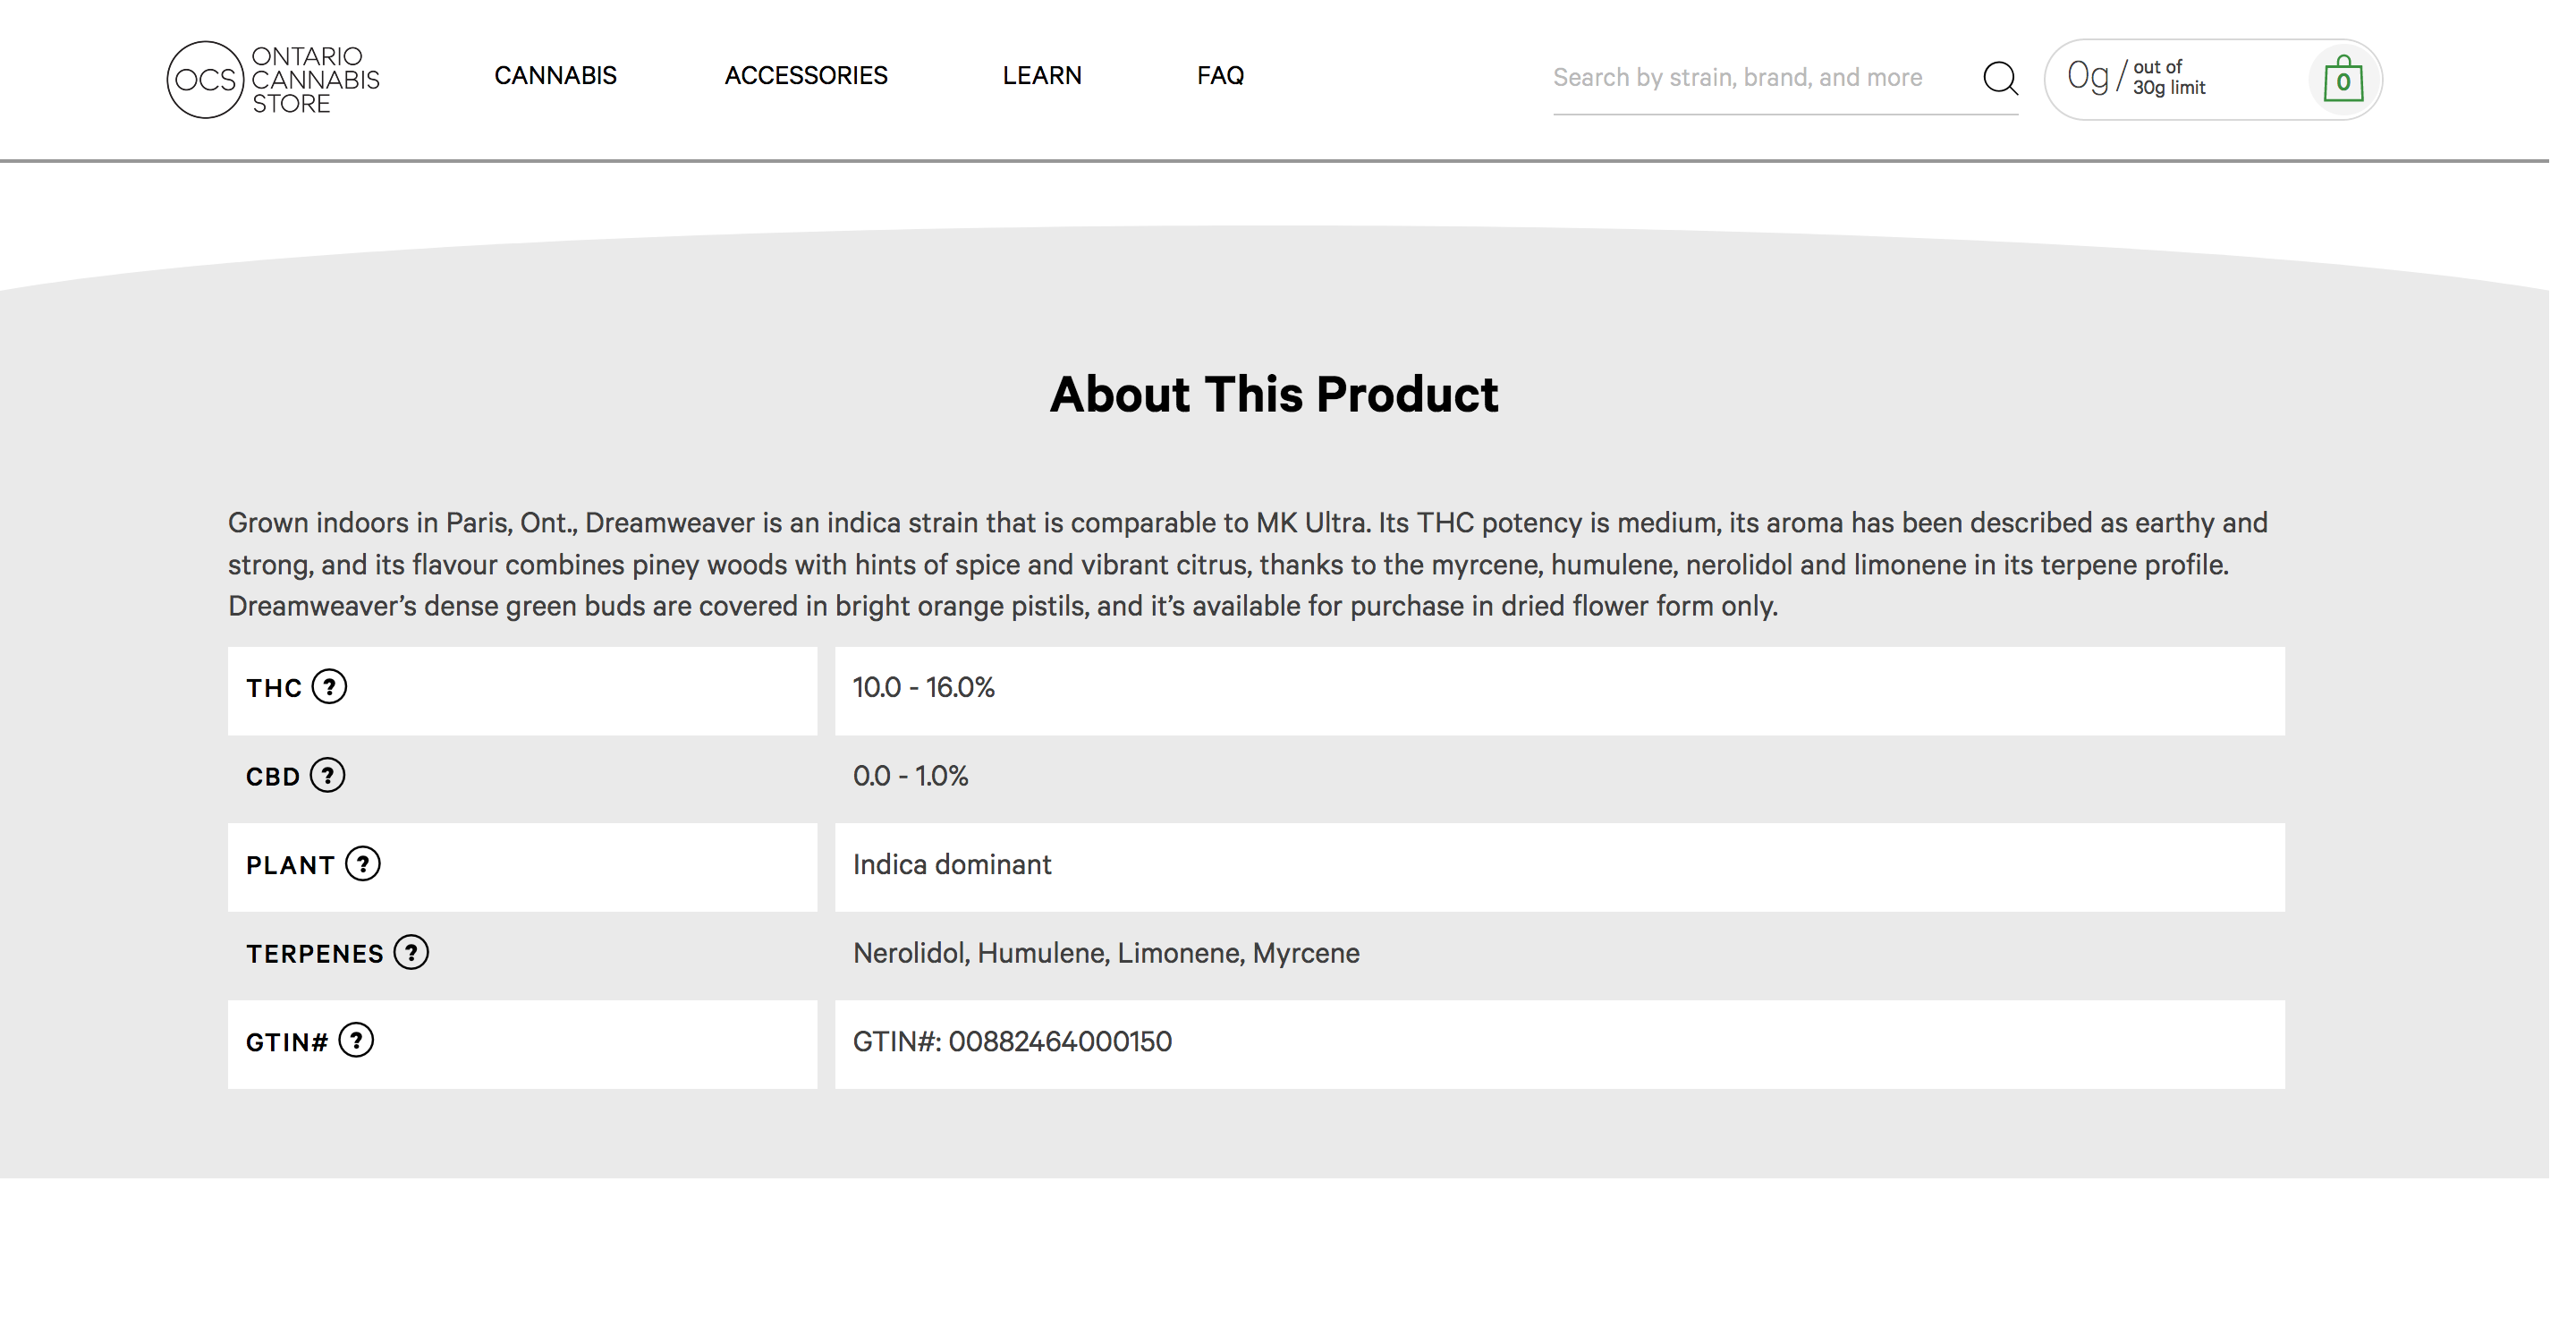 OCS
ONTARIO
CANNABIS
STORE
CANNABIS
ACCESSORIES
LEARN
FAQ
Search by strain, brand, and more
0g/
out of
30g limit
0
About This Product
Grown indoors in Paris, Ont., Dreamweaver is an indica strain that is comparable to MK Ultra. Its THC potency is medium, its aroma has been described as earthy and
strong, and its flavour combines piney woods with hints of spice and vibrant citrus, thanks to the myrcene, humulene, nerolidol and limonene in its terpene profile.
Dreamweaver’s dense green buds are covered in bright orange pistils, and it’s available for purchase in dried flower form only.
THC ?
10.0 - 16.0%
CBD ?
0.0 - 1.0%
PLANT ?
Indica dominant
TERPENES ?
Nerolidol, Humulene, Limonene, Myrcene
GTIN# ?
GTIN#: 00882464000150